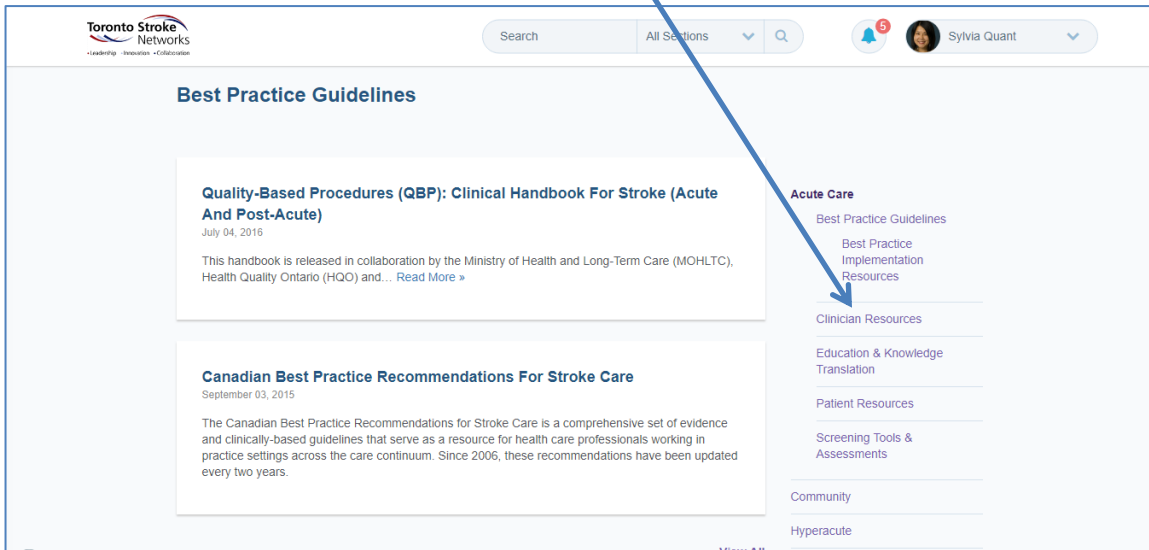 Toronto Stroke
Networks
•Leadership •Innovation •Collaboration
Search
All Sections
5
Sylvia Quant
Best Practice Guidelines
Quality-Based Procedures (QBP): Clinical Handbook For Stroke (Acute
And Post-Acute)
July 04, 2016
This handbook is released in collaboration by the Ministry of Health and Long-Term Care (MOHLTC),
Health Quality Ontario (HQO) and… Read More »
Canadian Best Practice Recommendations For Stroke Care
September 03, 2015
The Canadian Best Practice Recommendations for Stroke Care is a comprehensive set of evidence
and clinically-based guidelines that serve as a resource for health care professionals working in
practice settings across the care continuum. Since 2006, these recommendations have been updated
every two years.
View All
Acute Care
Best Practice Guidelines
Best Practice
Implementation
Resources
Clinician Resources
Education & Knowledge
Translation
Patient Resources
Screening Tools &
Assessments
Community
Hyperacute